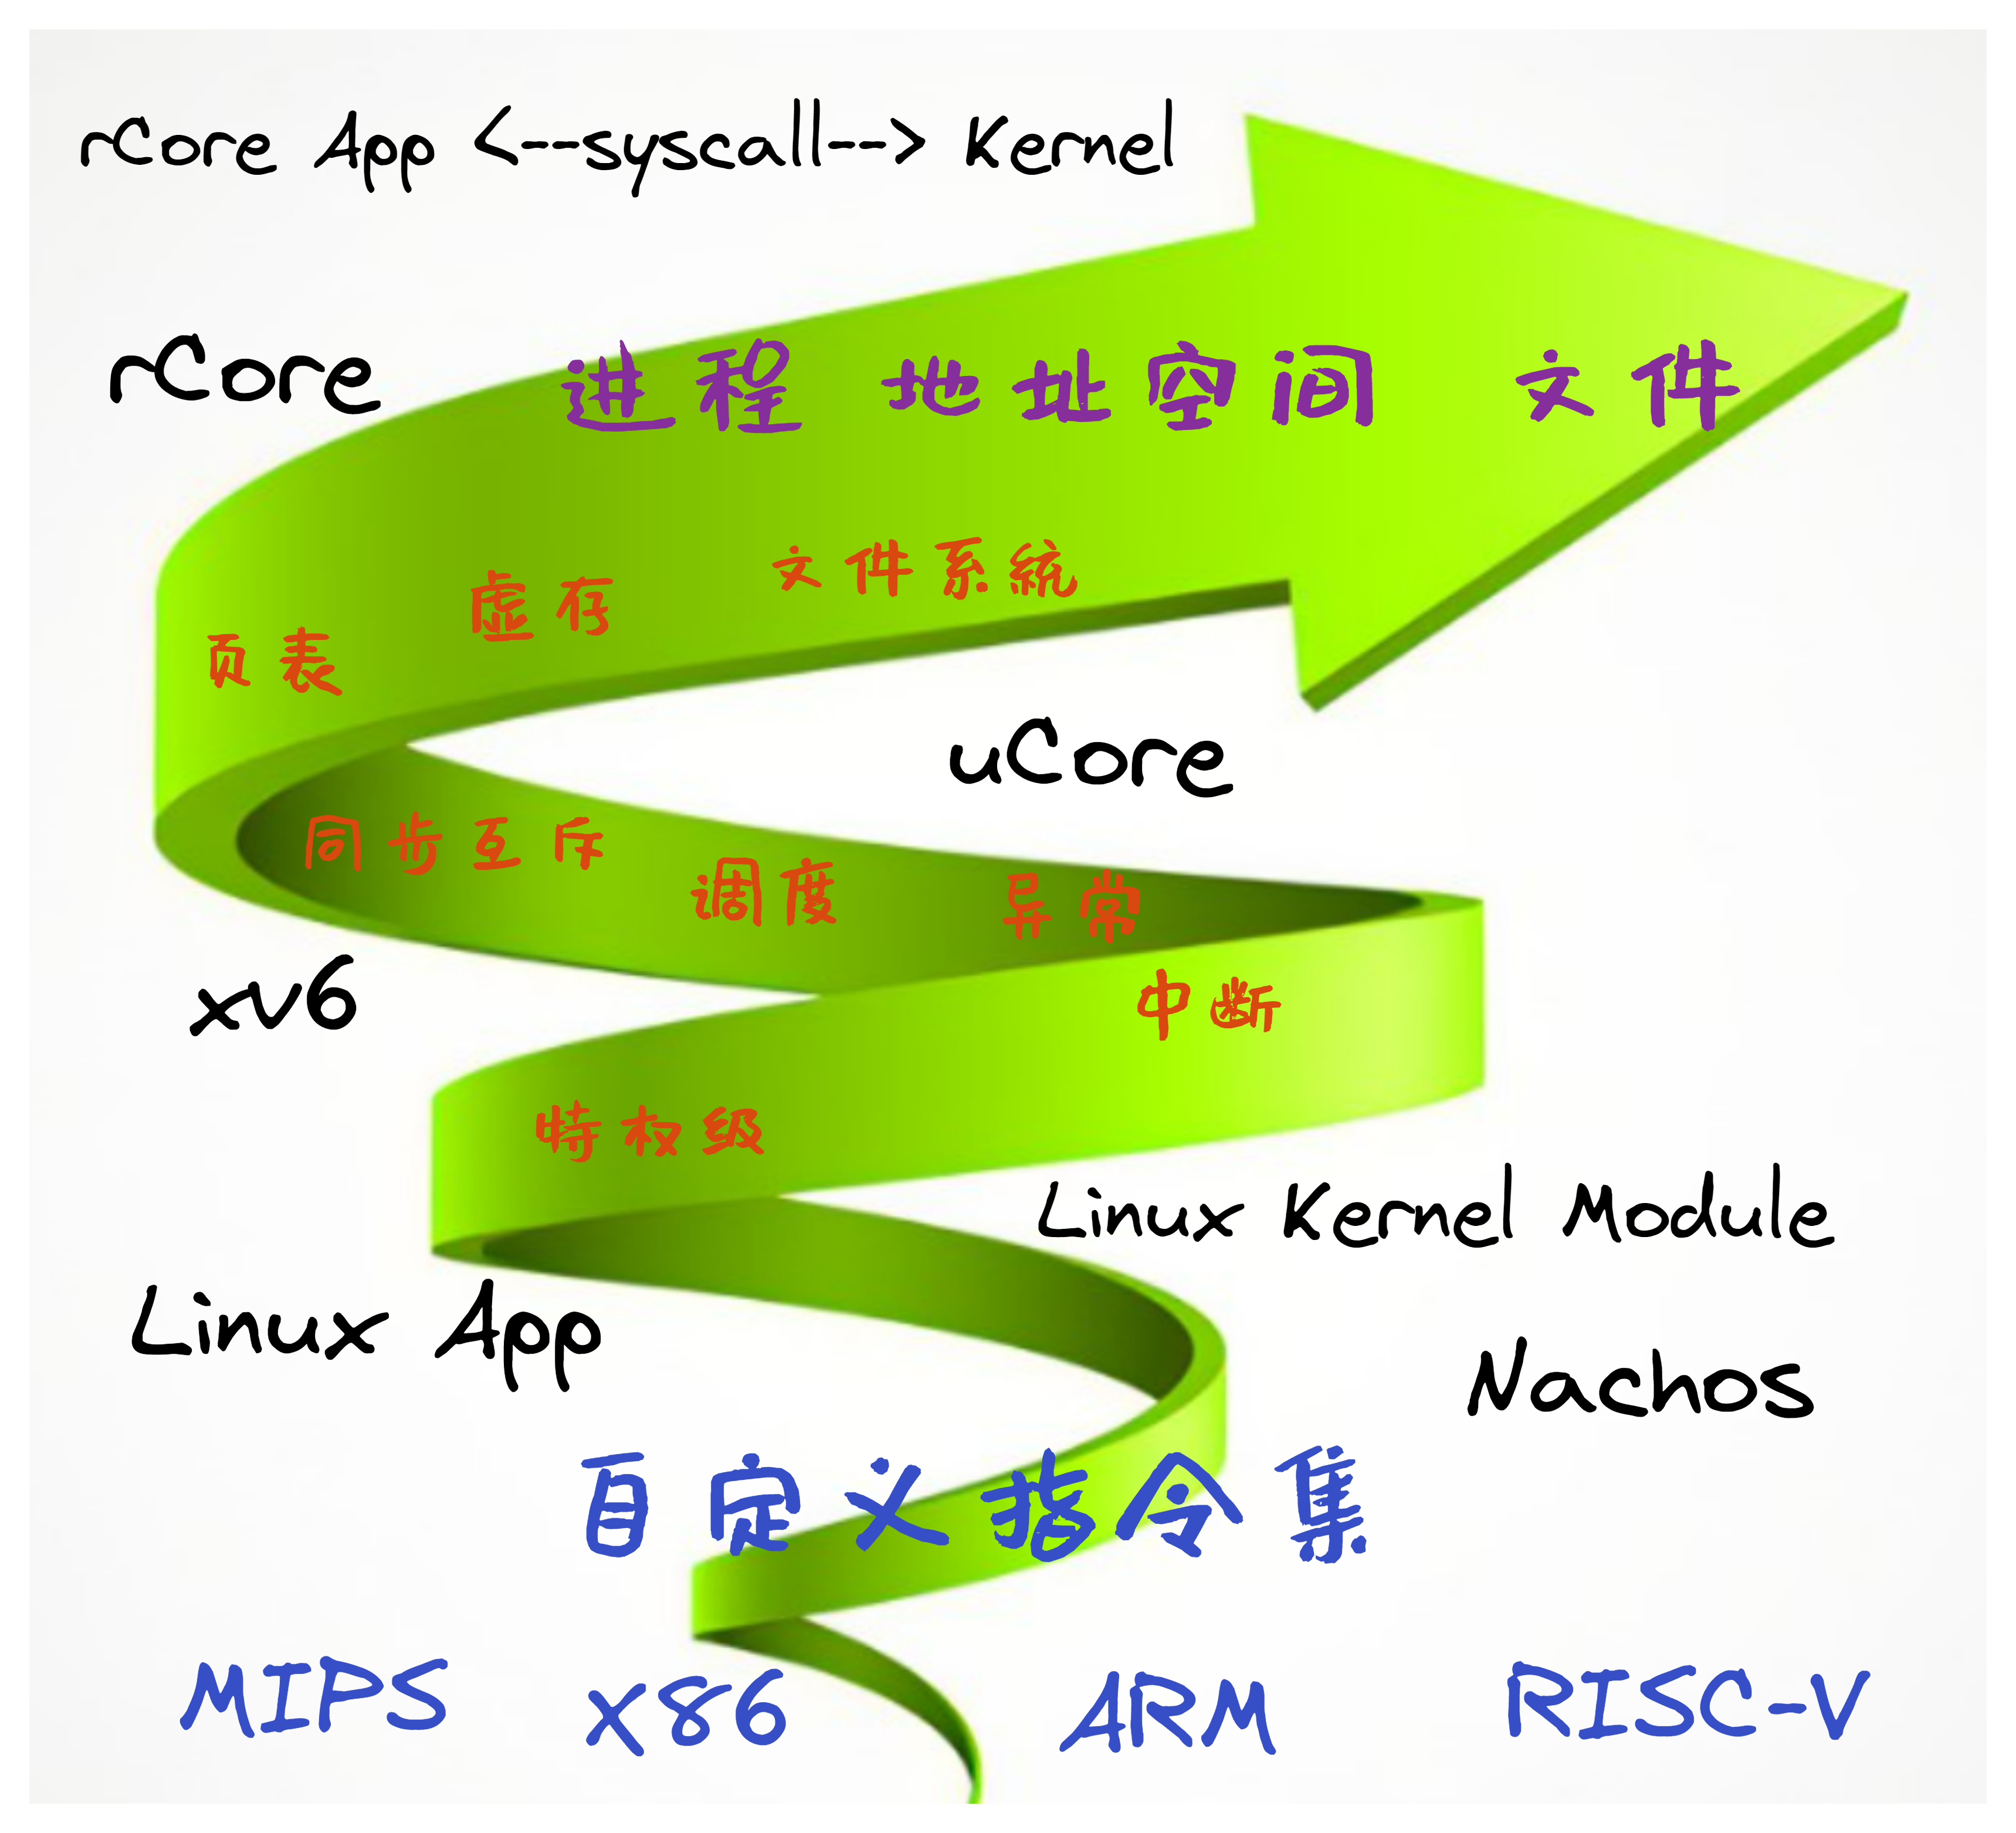 rCore App <--syscall--> Kernel
rCore
进程 地址空间 文件
文件系统
虚存
页表
uCore
同步互斥
调度
异常
xv6
中断
特权级
Linux Kernel Module
Linux App
Nachos
自定义指令集
MIPS X86 ARM RISC-V